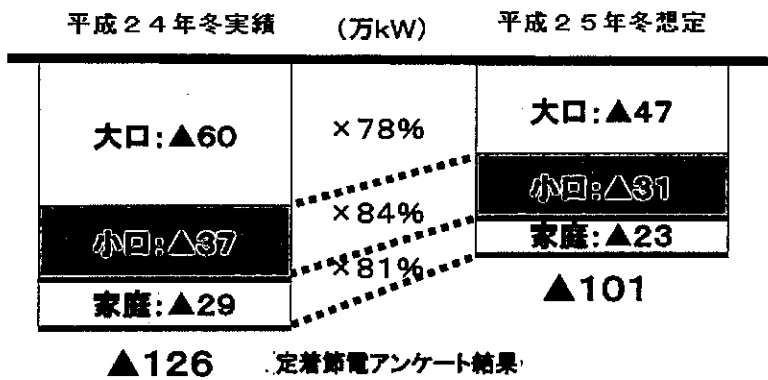 平成24年冬実績
(万kW)
平成25年冬想定
大口:▲60
×78%
大口:▲47
小口:△37
×84%
小口:△31
家庭:▲29
×81%
家庭:▲23
▲126
▲101
定着節電アンケート結果